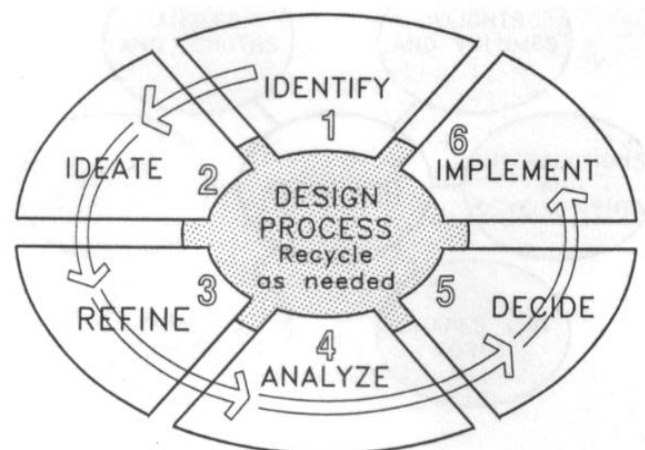 IDENTIFY
1
IDEATE
2
REFINE
3
ANALYZE
4
DECIDE
5
IMPLEMENT
6
DESIGN
PROCESS
Recycle
as needed